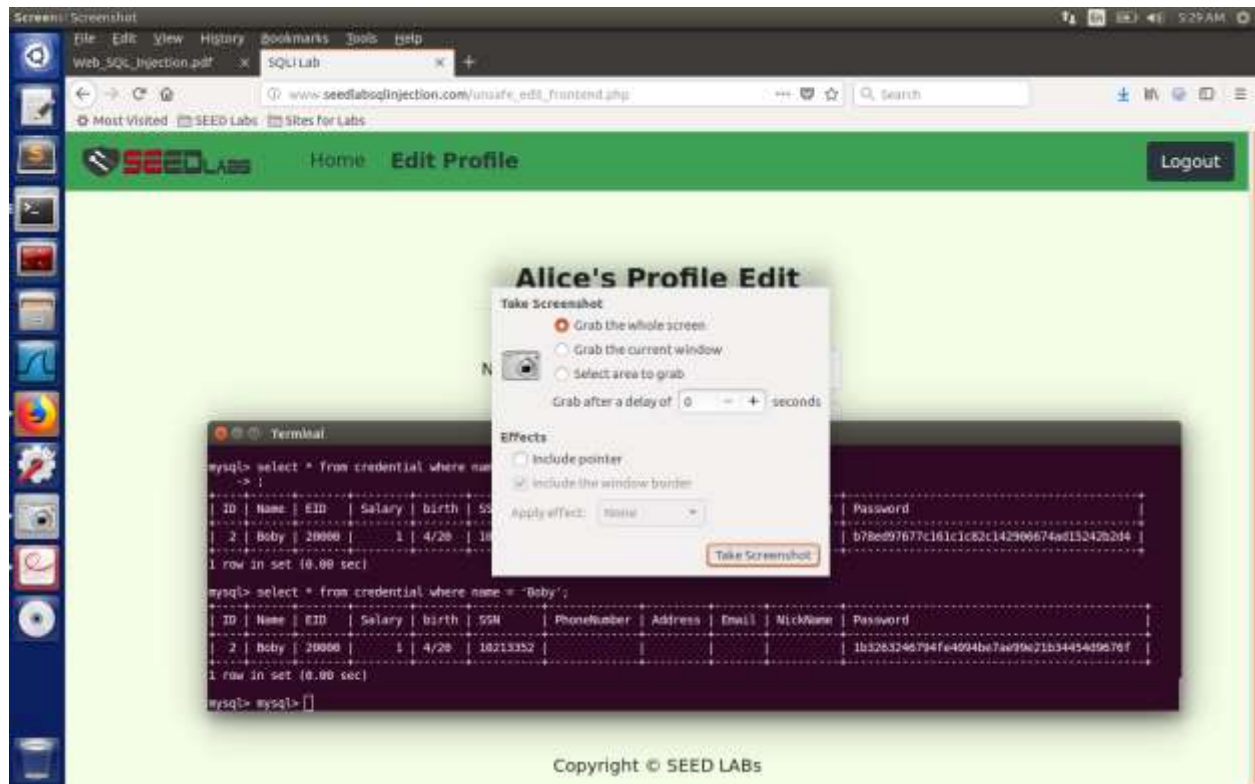 Screenshot
5:29 AM
File Edit View History Bookmarks Tools Help
Web_SQL_Injection.pdf × SQLi Lab × +
www.seedlabsqlinjection.com/unsafe_edit_frontend.php
Search
Most Visited SEED Labs Sites for Labs
SEEDLABS Home Edit Profile Logout
Alice's Profile Edit
Take Screenshot
Grab the whole screen
Grab the current window
Select area to grab
Grab after a delay of 0 - + seconds
Effects
Include pointer
Include the window border
Apply effect: None
Take Screenshot
Terminal
mysql> select * from credential where
-> ;
| ID | Name | EID | Salary | birth | Password |
| 2 | Boby | 20000 | 1 | 4/20 |
1 row in set (0.00 sec)
mysql> select * from credential where name = 'Boby';
| ID | Name | EID | Salary | birth | SSN | PhoneNumber | Address | Email | NickName | Password |
| 2 | Boby | 20000 | 1 | 4/20 | 10213352 |
1 row in set (0.00 sec)
mysql> mysql>
Copyright © SEED LABs